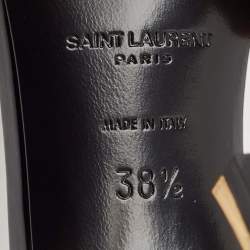 SAINT LAURENT
PARIS
MADE IN ITALY
38½